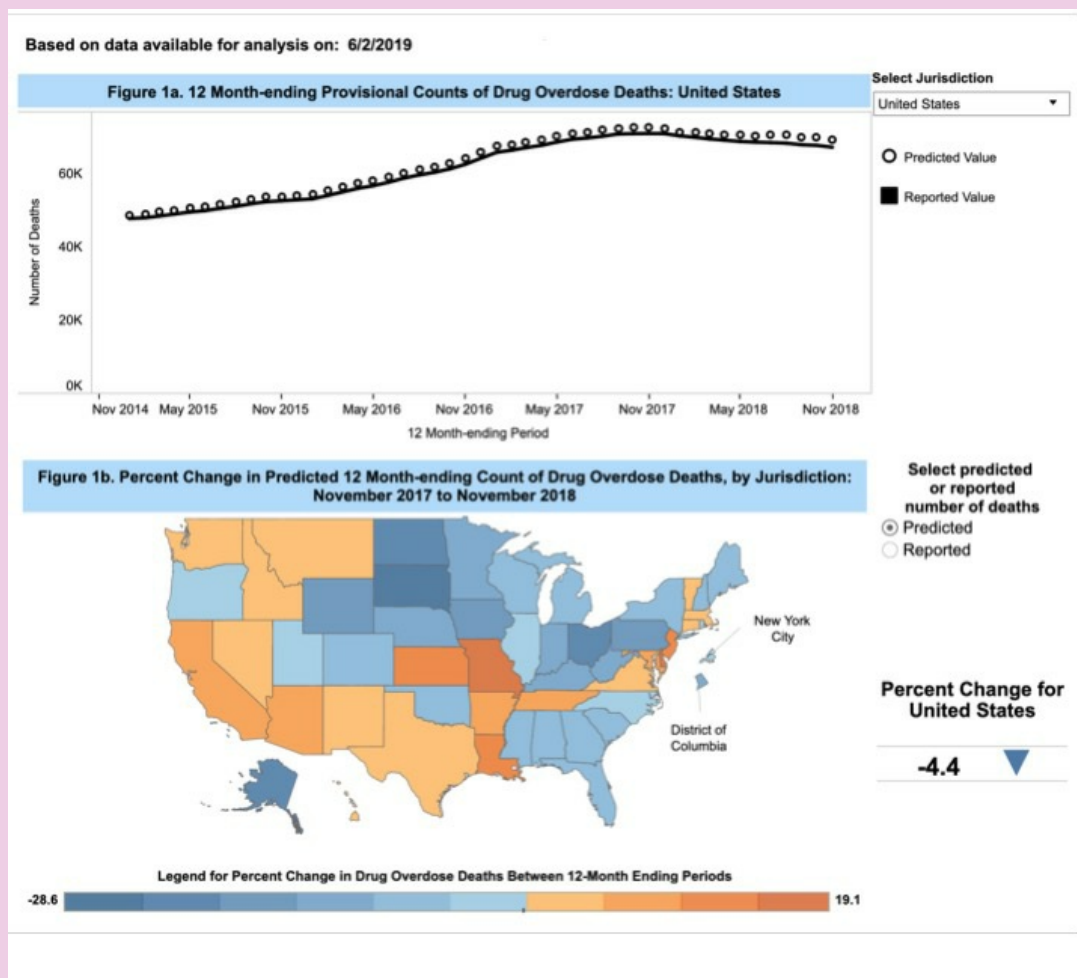 Based on data available for analysis on: 6/2/2019
Figure 1a. 12 Month-ending Provisional Counts of Drug Overdose Deaths: United States
Select Jurisdiction
United States
Predicted Value
Reported Value
Number of Deaths
60K
40K
20K
0K
Nov 2014 May 2015 Nov 2015 May 2016 Nov 2016 May 2017 Nov 2017 May 2018 Nov 2018
12 Month-ending Period
Figure 1b. Percent Change in Predicted 12 Month-ending Count of Drug Overdose Deaths, by Jurisdiction:
November 2017 to November 2018
Select predicted
or reported
number of deaths
Predicted
Reported
New York
City
District of
Columbia
Percent Change for
United States
-4.4
Legend for Percent Change in Drug Overdose Deaths Between 12-Month Ending Periods
-28.6 19.1